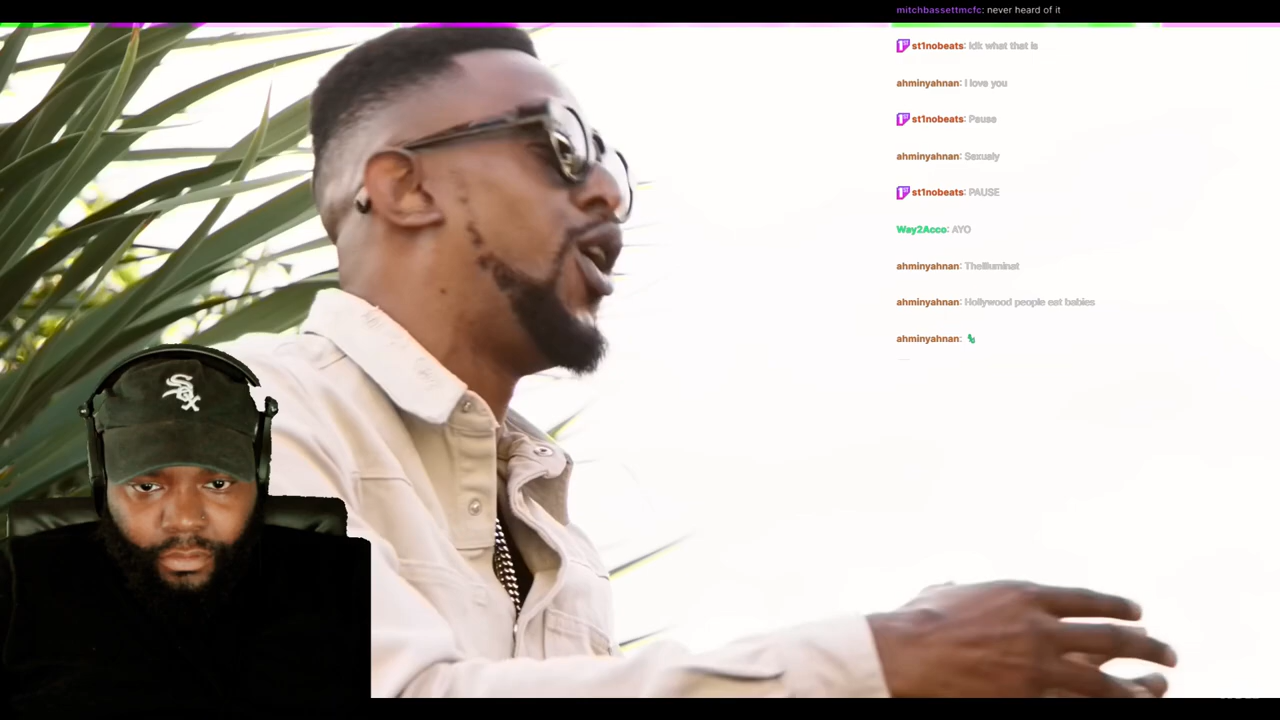 mitchbassettmcfc: never heard of it
st1nobeats: Idk what that is
ahminyahnan: I love you
st1nobeats: Pause
ahminyahnan: Sexualy
st1nobeats: PAUSE
Way2Acco: AYO
ahminyahnan: TheIlluminat
ahminyahnan: Hollywood people eat babies
ahminyahnan:
Sox